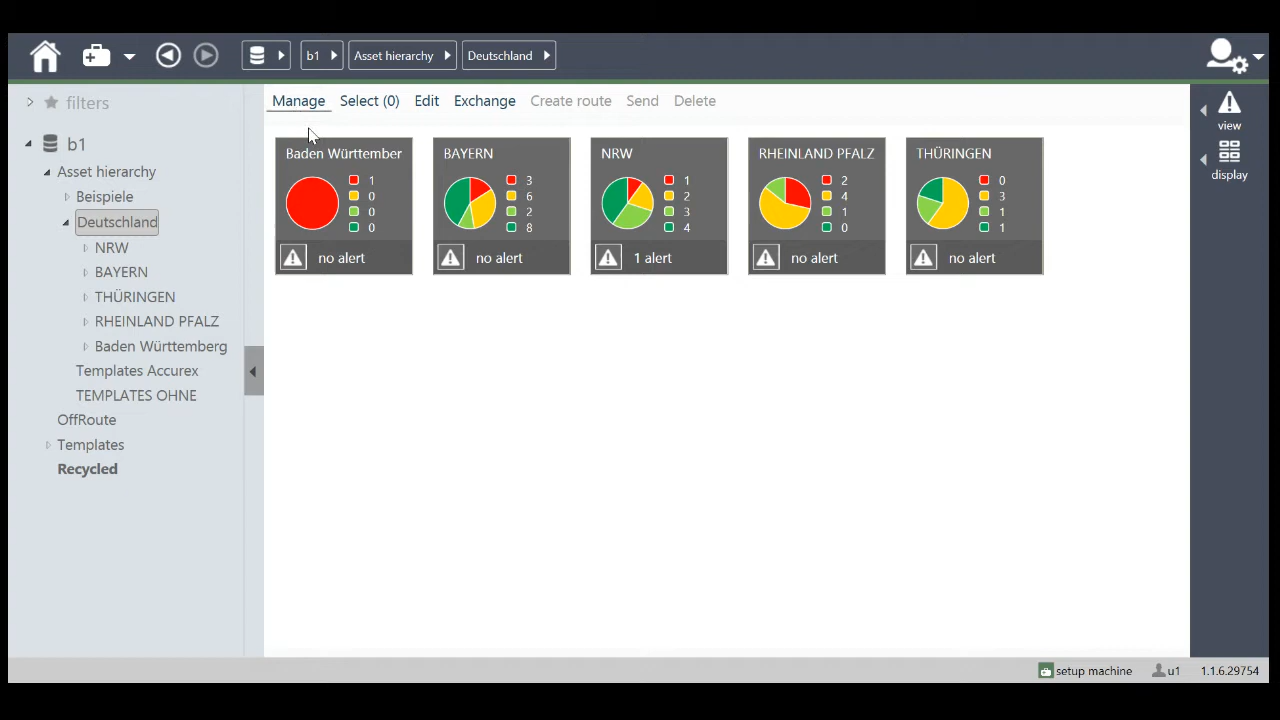 b1
Asset hierarchy
Deutschland
filters
b1
Asset hierarchy
Beispiele
Deutschland
NRW
BAYERN
THÜRINGEN
RHEINLAND PFALZ
Baden Württemberg
Templates Accurex
TEMPLATES OHNE
OffRoute
Templates
Recycled
Manage Select (0) Edit Exchange Create route Send Delete
Baden Württember
1
0
0
0
no alert
BAYERN
3
6
2
8
no alert
NRW
1
2
3
4
1 alert
RHEINLAND PFALZ
2
4
1
0
no alert
THÜRINGEN
0
3
1
1
no alert
view
display
setup machine
u1
1.1.6.29754